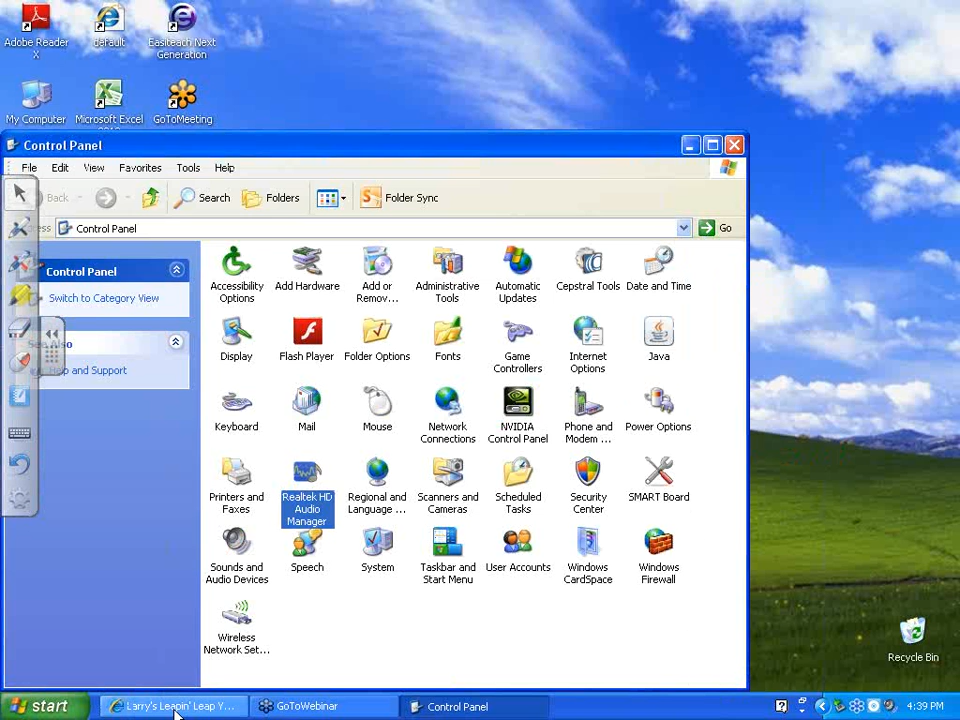 Adobe Reader
X
default
Easiteach Next
Generation
My Computer
Microsoft Excel
GoToMeeting
Control Panel
File Edit View Favorites Tools Help
Back Search Folders Folder Sync
Control Panel Go
Control Panel
Switch to Category View
See Also
Help and Support
Accessibility
Options
Add Hardware
Add or
Remov...
Administrative
Tools
Automatic
Updates
Cepstral Tools
Date and Time
Display
Flash Player
Folder Options
Fonts
Game
Controllers
Internet
Options
Java
Keyboard
Mail
Mouse
Network
Connections
NVIDIA
Control Panel
Phone and
Modem ...
Power Options
Printers and
Faxes
Realtek HD
Audio
Manager
Regional and
Language ...
Scanners and
Cameras
Scheduled
Tasks
Security
Center
SMART Board
Sounds and
Audio Devices
Speech
System
Taskbar and
Start Menu
User Accounts
Windows
CardSpace
Windows
Firewall
Wireless
Network Set...
Recycle Bin
start
Larry's Leapin' Leap Y...
GoToWebinar
Control Panel
4:39 PM